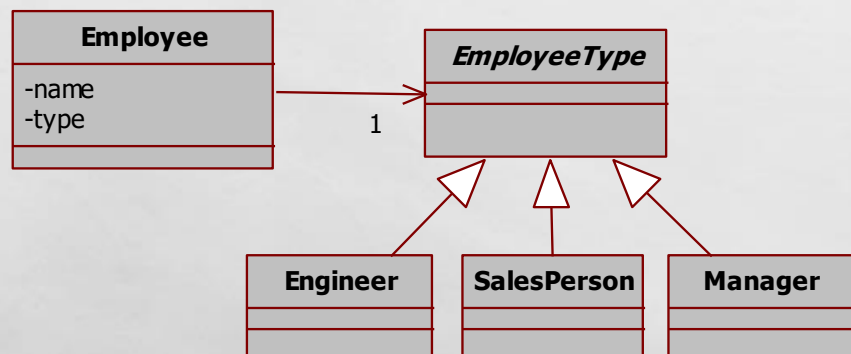 Employee
-name
-type
1
EmployeeType
Engineer
SalesPerson
Manager